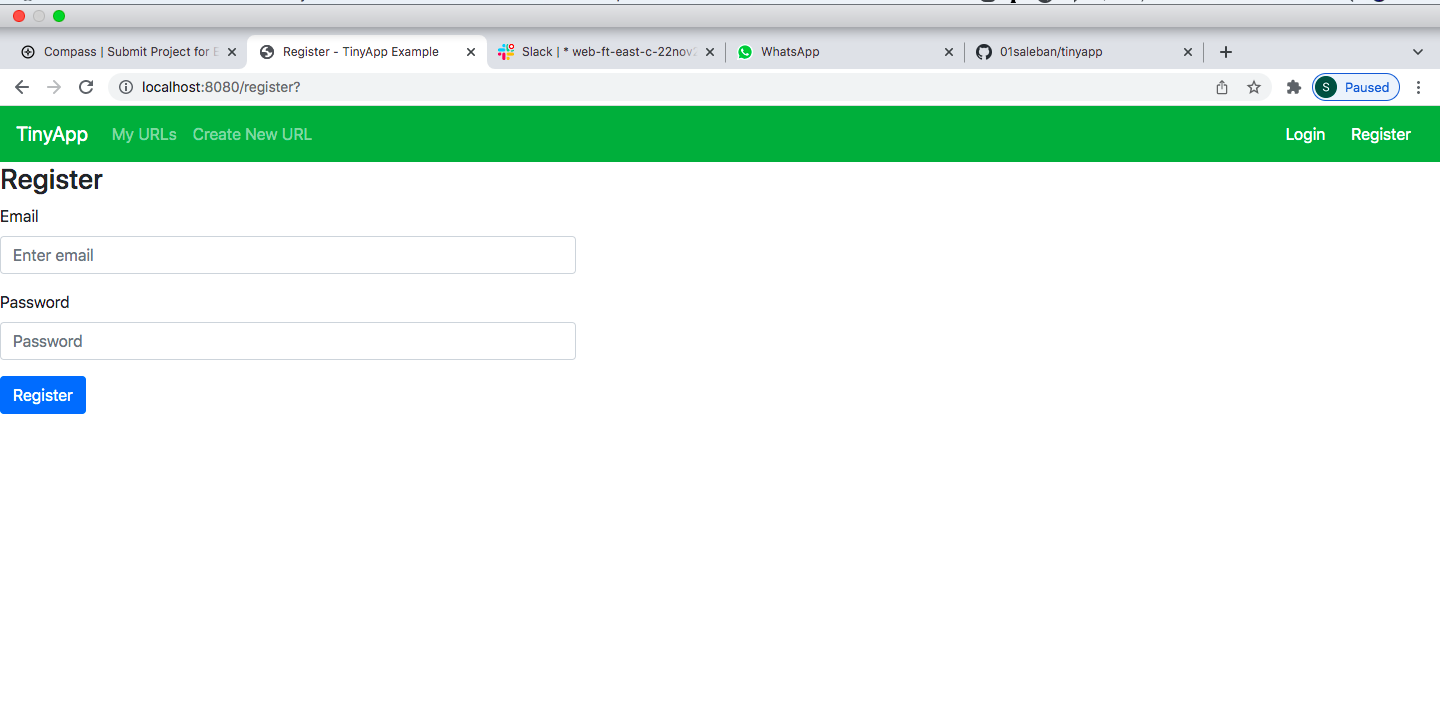 Compass | Submit Project for E
Register - TinyApp Example
Slack | * web-ft-east-c-22nov2
WhatsApp
01saleban/tinyapp
localhost:8080/register?
S
Paused
TinyApp
My URLs
Create New URL
Login
Register
Register
Email
Enter email
Password
Password
Register